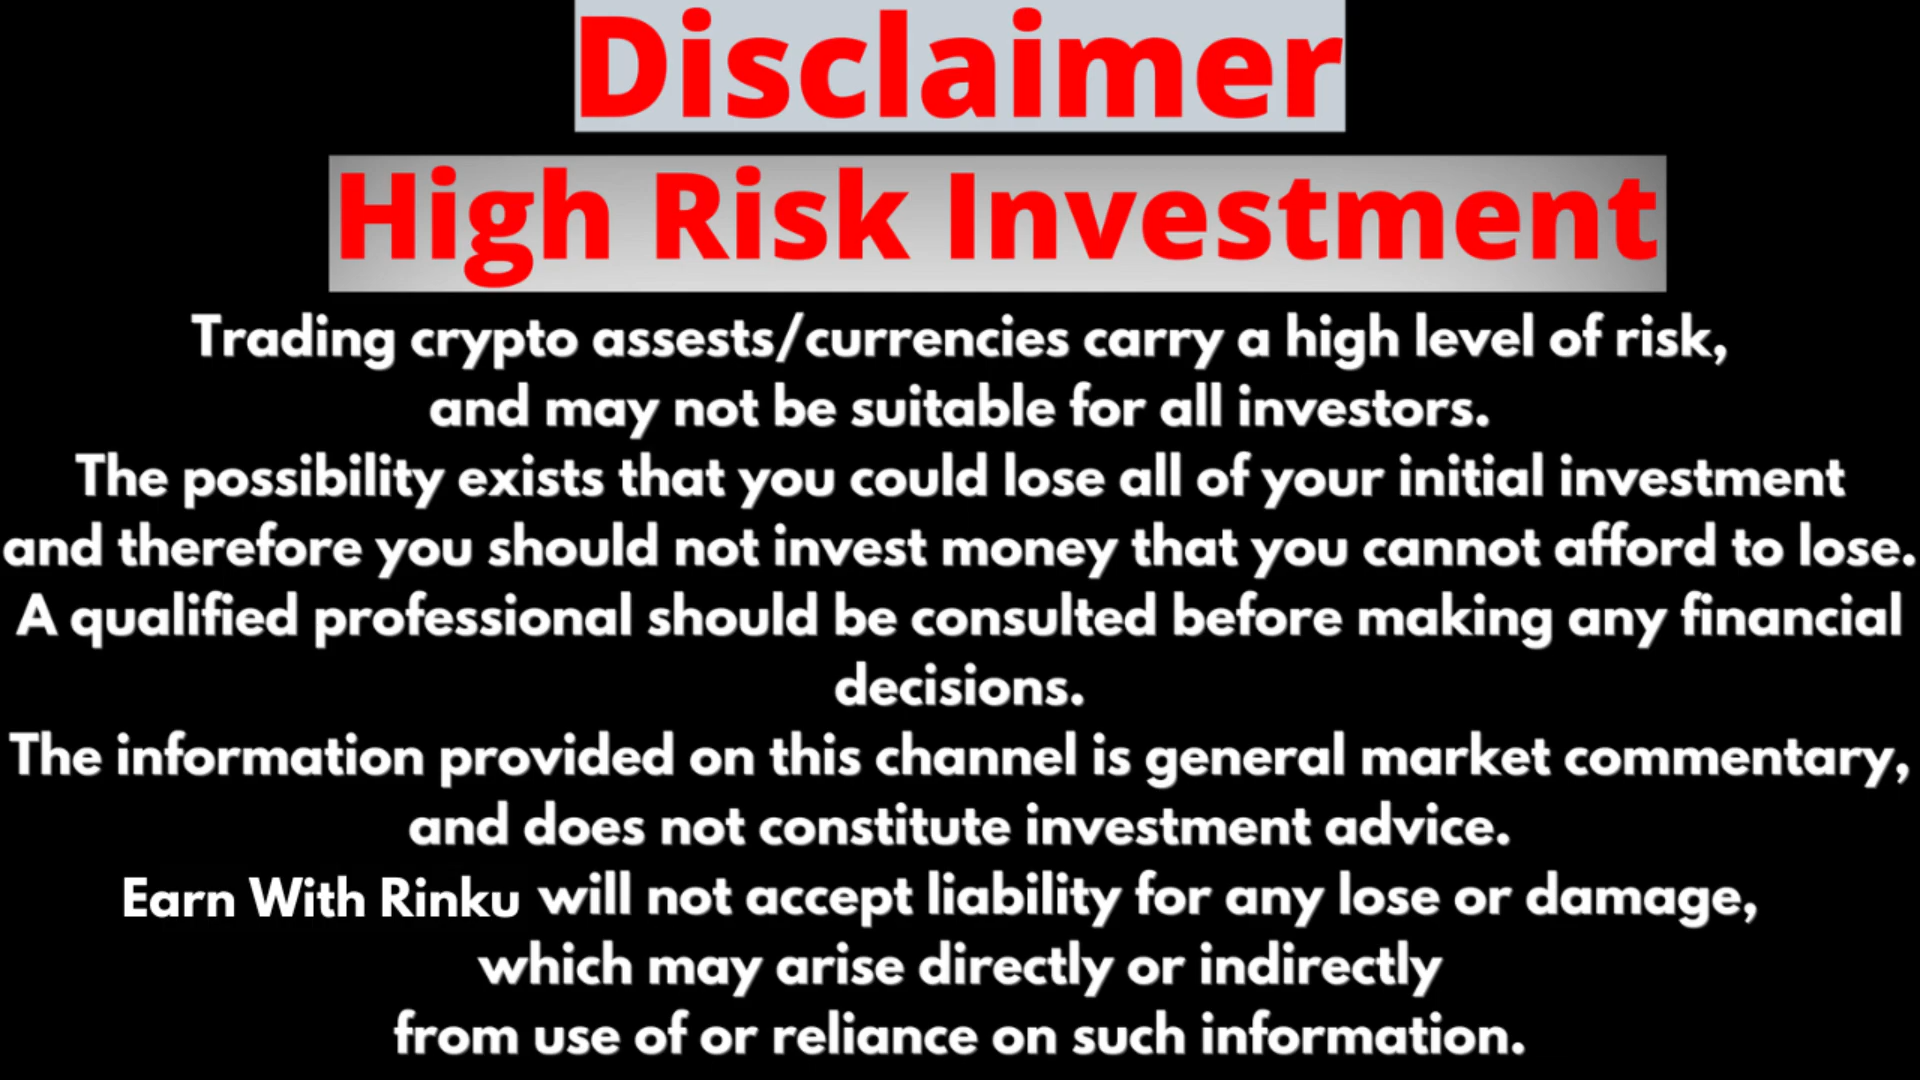 Disclaimer
High Risk Investment
Trading crypto assests/currencies carry a high level of risk,
and may not be suitable for all investors.
The possibility exists that you could lose all of your initial investment
and therefore you should not invest money that you cannot afford to lose.
A qualified professional should be consulted before making any financial
decisions.
The information provided on this channel is general market commentary,
and does not constitute investment advice.
Earn With Rinku will not accept liability for any lose or damage,
which may arise directly or indirectly
from use of or reliance on such information.